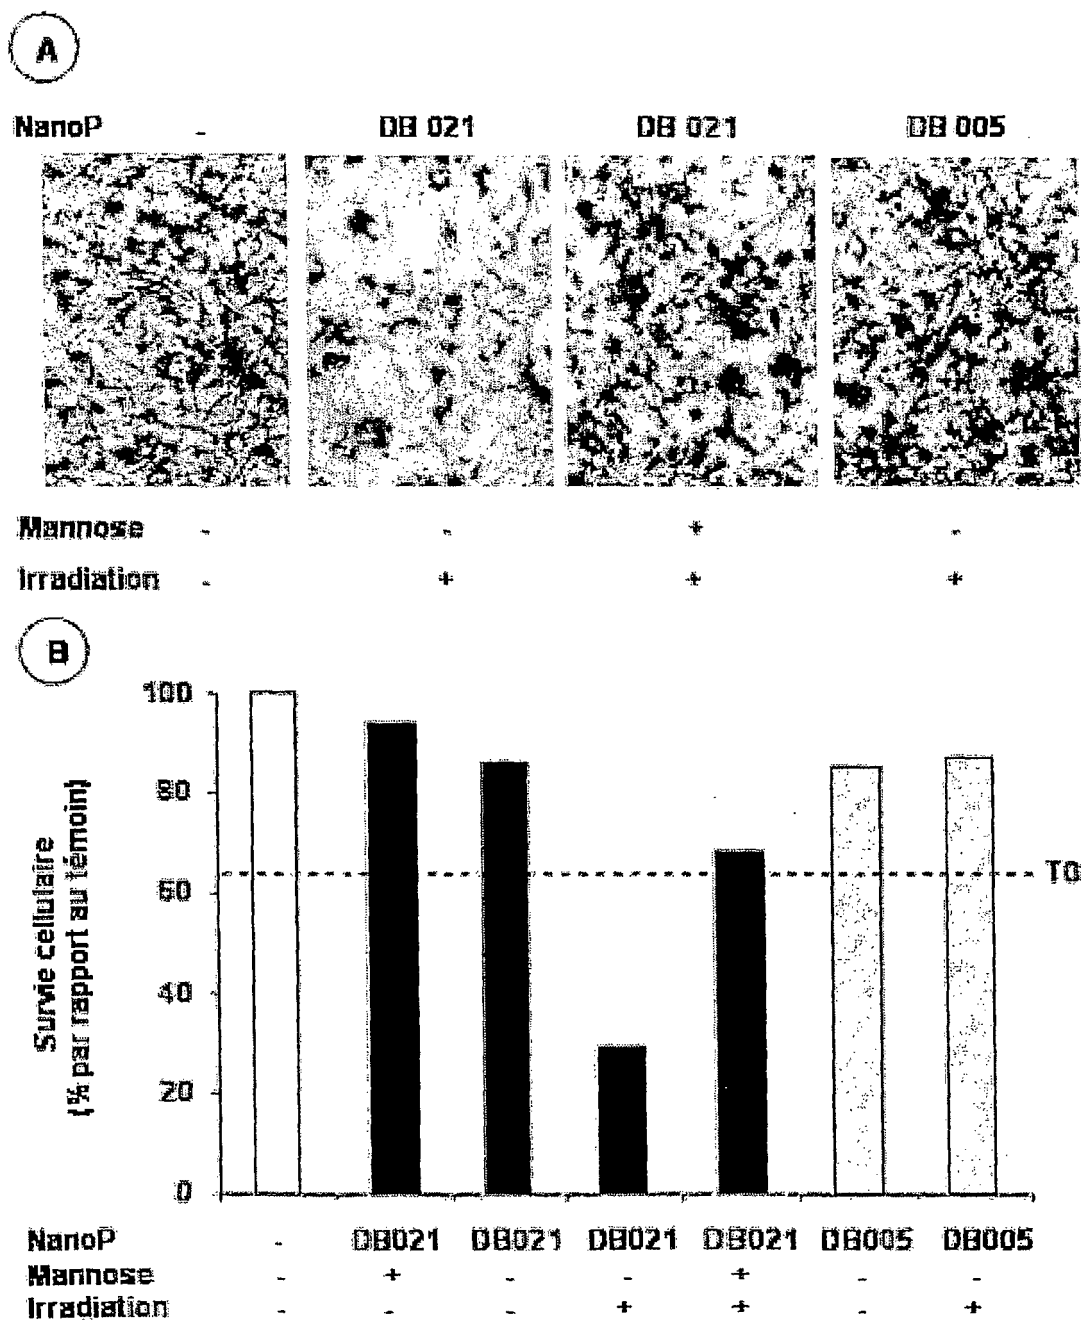 A
NanoP - DB 021 DB 021 DB 005
Mannose - - + -
Irradiation - + + +
B
100
80
60
40
20
0
Survie cellulaire
(% par rapport au témoin)
T0
NanoP - DB021 DB021 DB021 DB021 DB005 DB005
Mannose - + - - + - -
Irradiation - - - + + - +